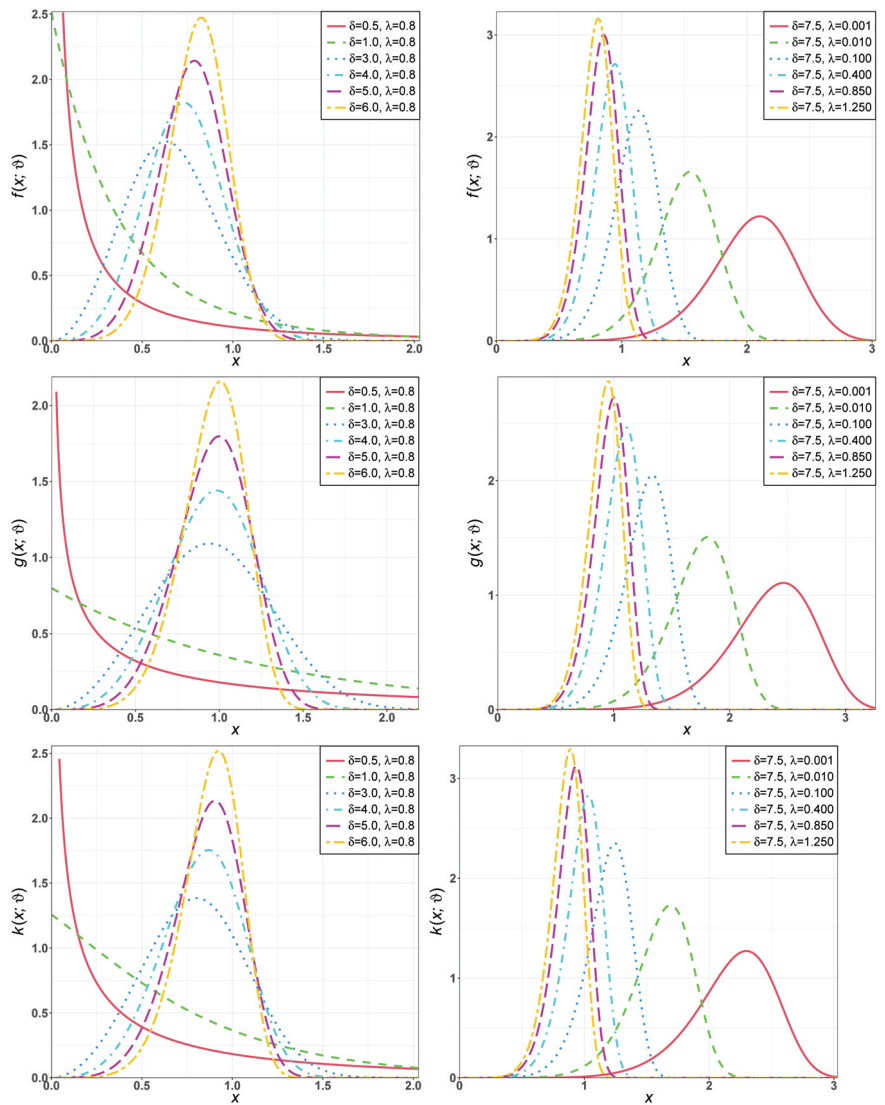 2.5
2.0
1.5
1.0
0.5
0.0
f(x; ϑ)
0.0
0.5
1.0
1.5
2.0
x
δ=0.5, λ=0.8
δ=1.0, λ=0.8
δ=3.0, λ=0.8
δ=4.0, λ=0.8
δ=5.0, λ=0.8
δ=6.0, λ=0.8
3
2
1
0
f(x; ϑ)
0
1
2
3
x
δ=7.5, λ=0.001
δ=7.5, λ=0.010
δ=7.5, λ=0.100
δ=7.5, λ=0.400
δ=7.5, λ=0.850
δ=7.5, λ=1.250
2.0
1.5
1.0
0.5
0.0
g(x; ϑ)
0.0
0.5
1.0
1.5
2.0
x
δ=0.5, λ=0.8
δ=1.0, λ=0.8
δ=3.0, λ=0.8
δ=4.0, λ=0.8
δ=5.0, λ=0.8
δ=6.0, λ=0.8
2
1
0
g(x; ϑ)
0
1
2
3
x
δ=7.5, λ=0.001
δ=7.5, λ=0.010
δ=7.5, λ=0.100
δ=7.5, λ=0.400
δ=7.5, λ=0.850
δ=7.5, λ=1.250
2.5
2.0
1.5
1.0
0.5
0.0
k(x; ϑ)
0.0
0.5
1.0
1.5
2.0
x
δ=0.5, λ=0.8
δ=1.0, λ=0.8
δ=3.0, λ=0.8
δ=4.0, λ=0.8
δ=5.0, λ=0.8
δ=6.0, λ=0.8
3
2
1
0
k(x; ϑ)
0
1
2
3
x
δ=7.5, λ=0.001
δ=7.5, λ=0.010
δ=7.5, λ=0.100
δ=7.5, λ=0.400
δ=7.5, λ=0.850
δ=7.5, λ=1.250